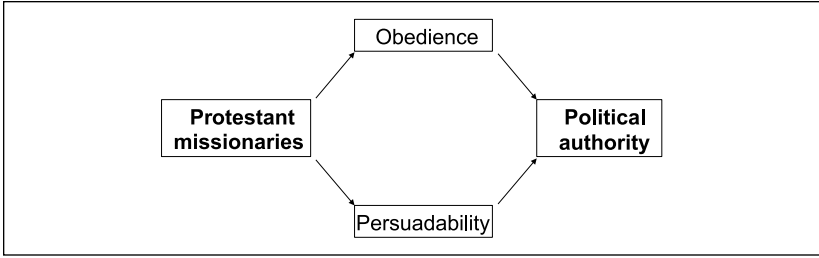 Obedience
Protestant
missionaries
Political
authority
Persuadability